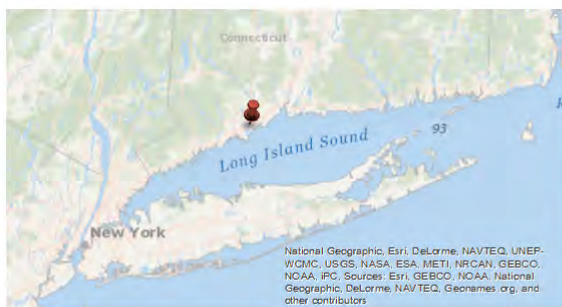 Connecticut
Long Island Sound
93
New York
National Geographic, Esri, DeLorme, NAVTEQ, UNEP-
WCMC, USGS, NASA, ESA, METI, NRCAN, GEBCO,
NOAA, iPC, Sources: Esri, GEBCO, NOAA, National
Geographic, DeLorme, NAVTEQ, Geonames.org, and
other contributors